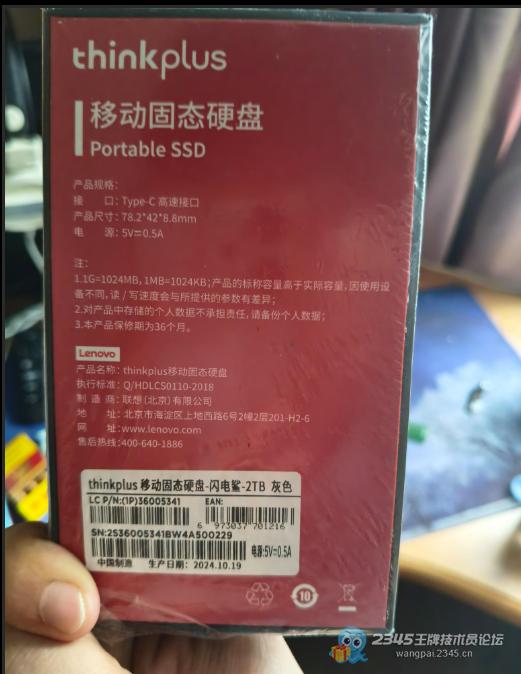 thinkplus
移动固态硬盘
Portable SSD
产品规格:
接 口: Type-C 高速接口
产品尺寸: 78.2*42*8.8mm
电 源: 5V⎓0.5A
注:
1.1G=1024MB, 1MB=1024KB; 产品的标称容量高于实际容量, 因使用设
备不同, 读 / 写速度会与所提供的参数有差异;
2.对产品中存储的个人数据不承担责任, 请备份个人数据;
3.本产品保修期为36个月。
Lenovo
产品名称: thinkplus移动固态硬盘
执行标准: Q/HDLCS0110-2018
制 造 商: 联想(北京)有限公司
地 址: 北京市海淀区上地西路6号2幢2层201-H2-6
网 址: www.lenovo.com
售后热线:400-640-1886
thinkplus 移动固态硬盘-闪电鲨-2TB 灰色
LC P/N:(1P)36005341 EAN:
6 973037 701216
SN:2S36005341BW4A500229
电源:5V⎓0.5A
中国制造 生产日期: 2024.10.19
10
2345王牌技术员论坛
wangpai.2345.cn